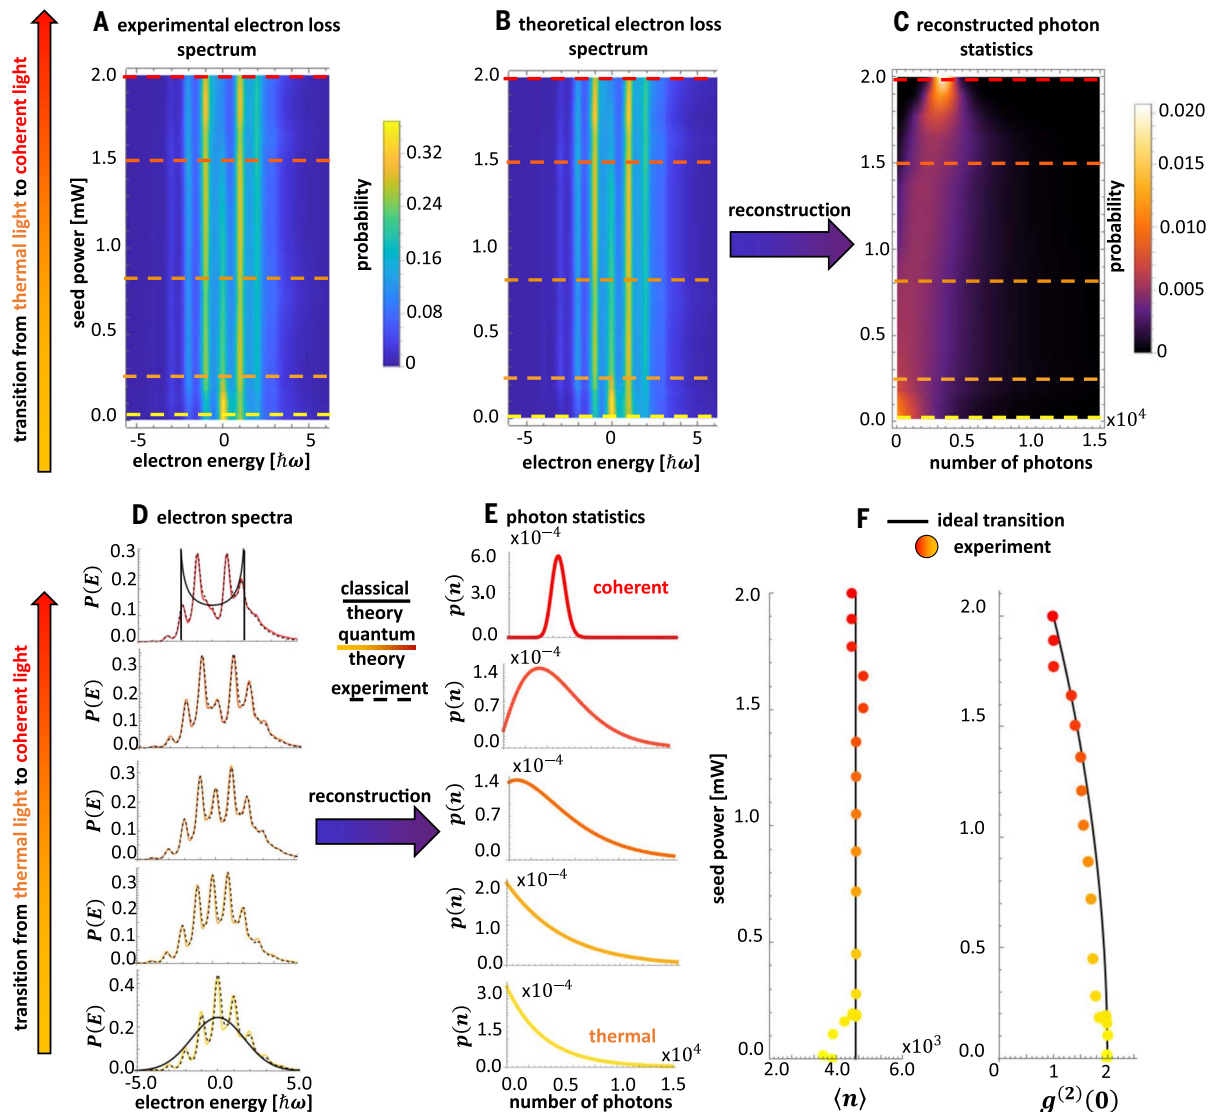 transition from thermal light to coherent light
A experimental electron loss
spectrum
seed power [mW]
2.0
1.5
1.0
0.5
0.0
-5
0
5
electron energy [ℏω]
0.32
0.24
0.16
0.08
0
probability
B theoretical electron loss
spectrum
2.0
1.5
1.0
0.5
0.0
-5
0
5
electron energy [ℏω]
reconstruction
C reconstructed photon
statistics
2.0
1.5
1.0
0.5
0.0
0
0.5
1.0
1.5
x10⁴
number of photons
probability
0.020
0.015
0.010
0.005
0
transition from thermal light to coherent light
D electron spectra
P(E)
0.3
0.2
0.1
0.0
P(E)
0.3
0.2
0.1
0.0
P(E)
0.3
0.2
0.1
0.0
P(E)
0.3
0.2
0.1
0.0
P(E)
0.4
0.2
0.0
-5.0
0
5.0
electron energy [ℏω]
classical
theory
quantum
theory
experiment
reconstruction
E photon statistics
x10⁻⁴
p(n)
6.0
3.0
0.0
coherent
x10⁻⁴
p(n)
1.4
0.7
0.0
x10⁻⁴
p(n)
1.4
0.7
0.0
x10⁻⁴
p(n)
2.0
1.0
0.0
x10⁻⁴
p(n)
3.0
1.5
0.0
thermal
x10⁴
0.0
0.5
1.0
1.5
number of photons
F
ideal transition
experiment
seed power [mW]
2.0
1.5
1.0
0.5
0.0
2.0
6.0
x10³
⟨n⟩
2.0
1.5
1.0
0.5
0.0
0
1
2
g⁽²⁾(0)